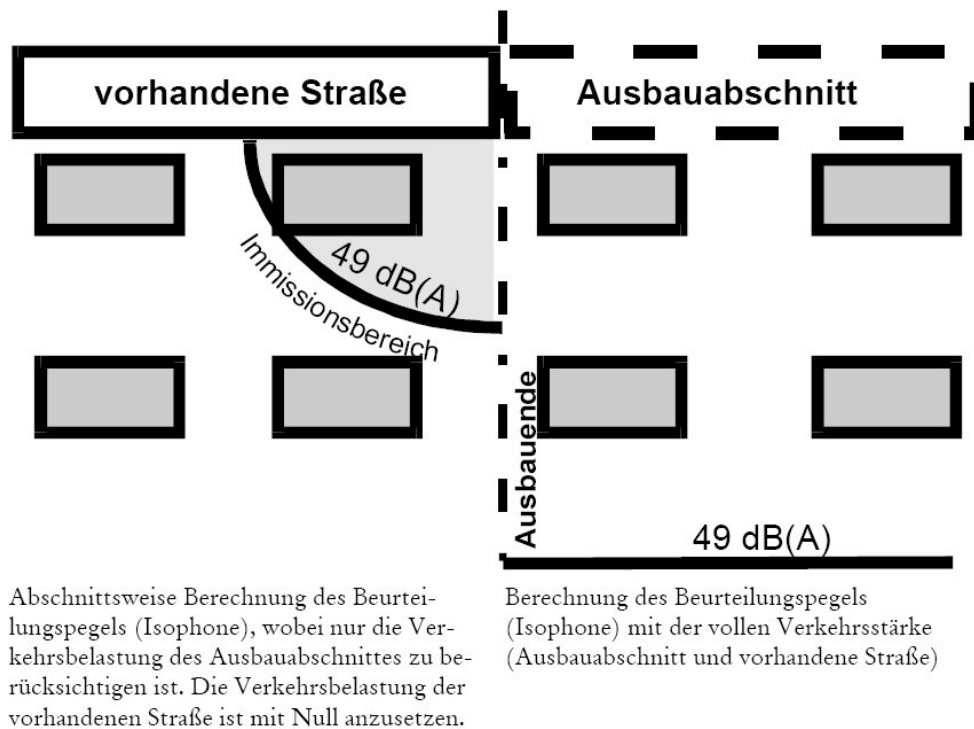 vorhandene Straße
Ausbauabschnitt
49 dB(A)
Immissionsbereich
Ausbauende
49 dB(A)
Abschnittsweise Berechnung des Beurtei-
lungspegels (Isophone), wobei nur die Ver-
kehrsbelastung des Ausbauabschnittes zu be-
rücksichtigen ist. Die Verkehrsbelastung der
vorhandenen Straße ist mit Null anzusetzen.
Berechnung des Beurteilungspegels
(Isophone) mit der vollen Verkehrsstärke
(Ausbauabschnitt und vorhandene Straße)